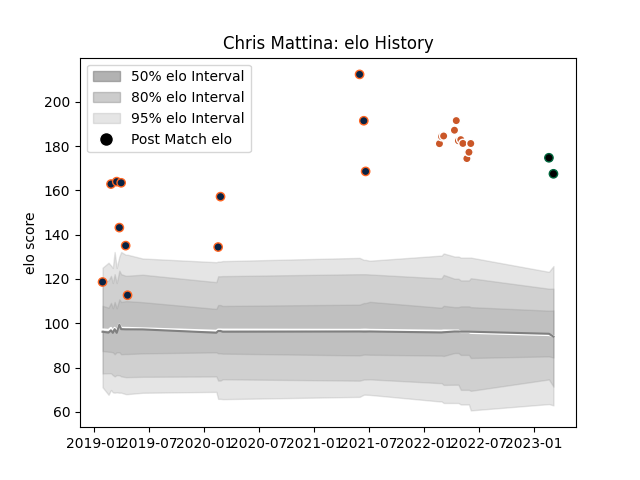 Chris Mattina: elo History
50% elo Interval
80% elo Interval
95% elo Interval
Post Match elo
elo score
200
180
160
140
120
100
80
60
2019-01 2019-07 2020-01 2020-07 2021-01 2021-07 2022-01 2022-07 2023-01